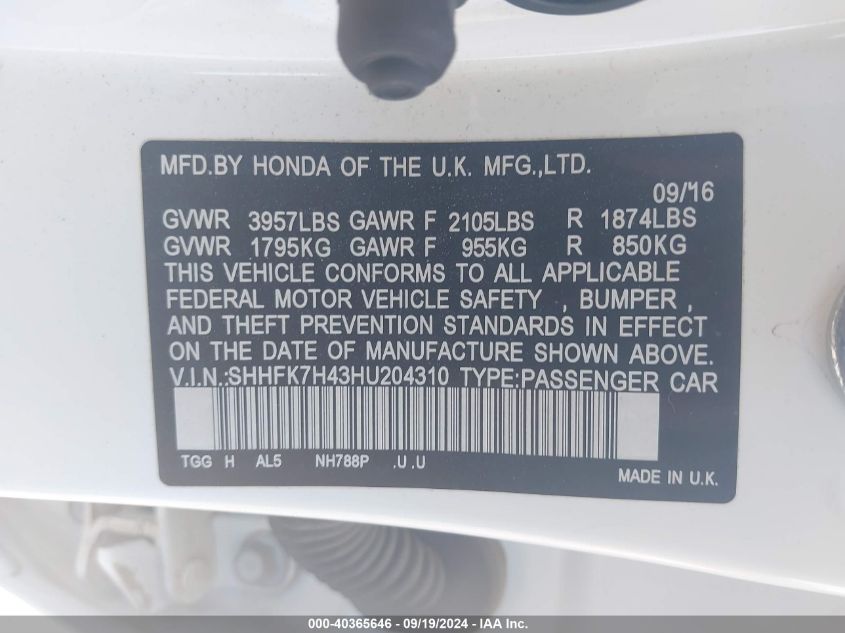 MFD.BY HONDA OF THE U.K. MFG.,LTD.
09/16
GVWR 3957LBS GAWR F 2105LBS R 1874LBS
GVWR 1795KG GAWR F 955KG R 850KG
THIS VEHICLE CONFORMS TO ALL APPLICABLE
FEDERAL MOTOR VEHICLE SAFETY , BUMPER ,
AND THEFT PREVENTION STANDARDS IN EFFECT
ON THE DATE OF MANUFACTURE SHOWN ABOVE.
V.I.N.:SHHFK7H43HU204310 TYPE:PASSENGER CAR
TGG H AL5 NH788P .U .U
MADE IN U.K.
000-40365646 - 09/19/2024 - IAA Inc.